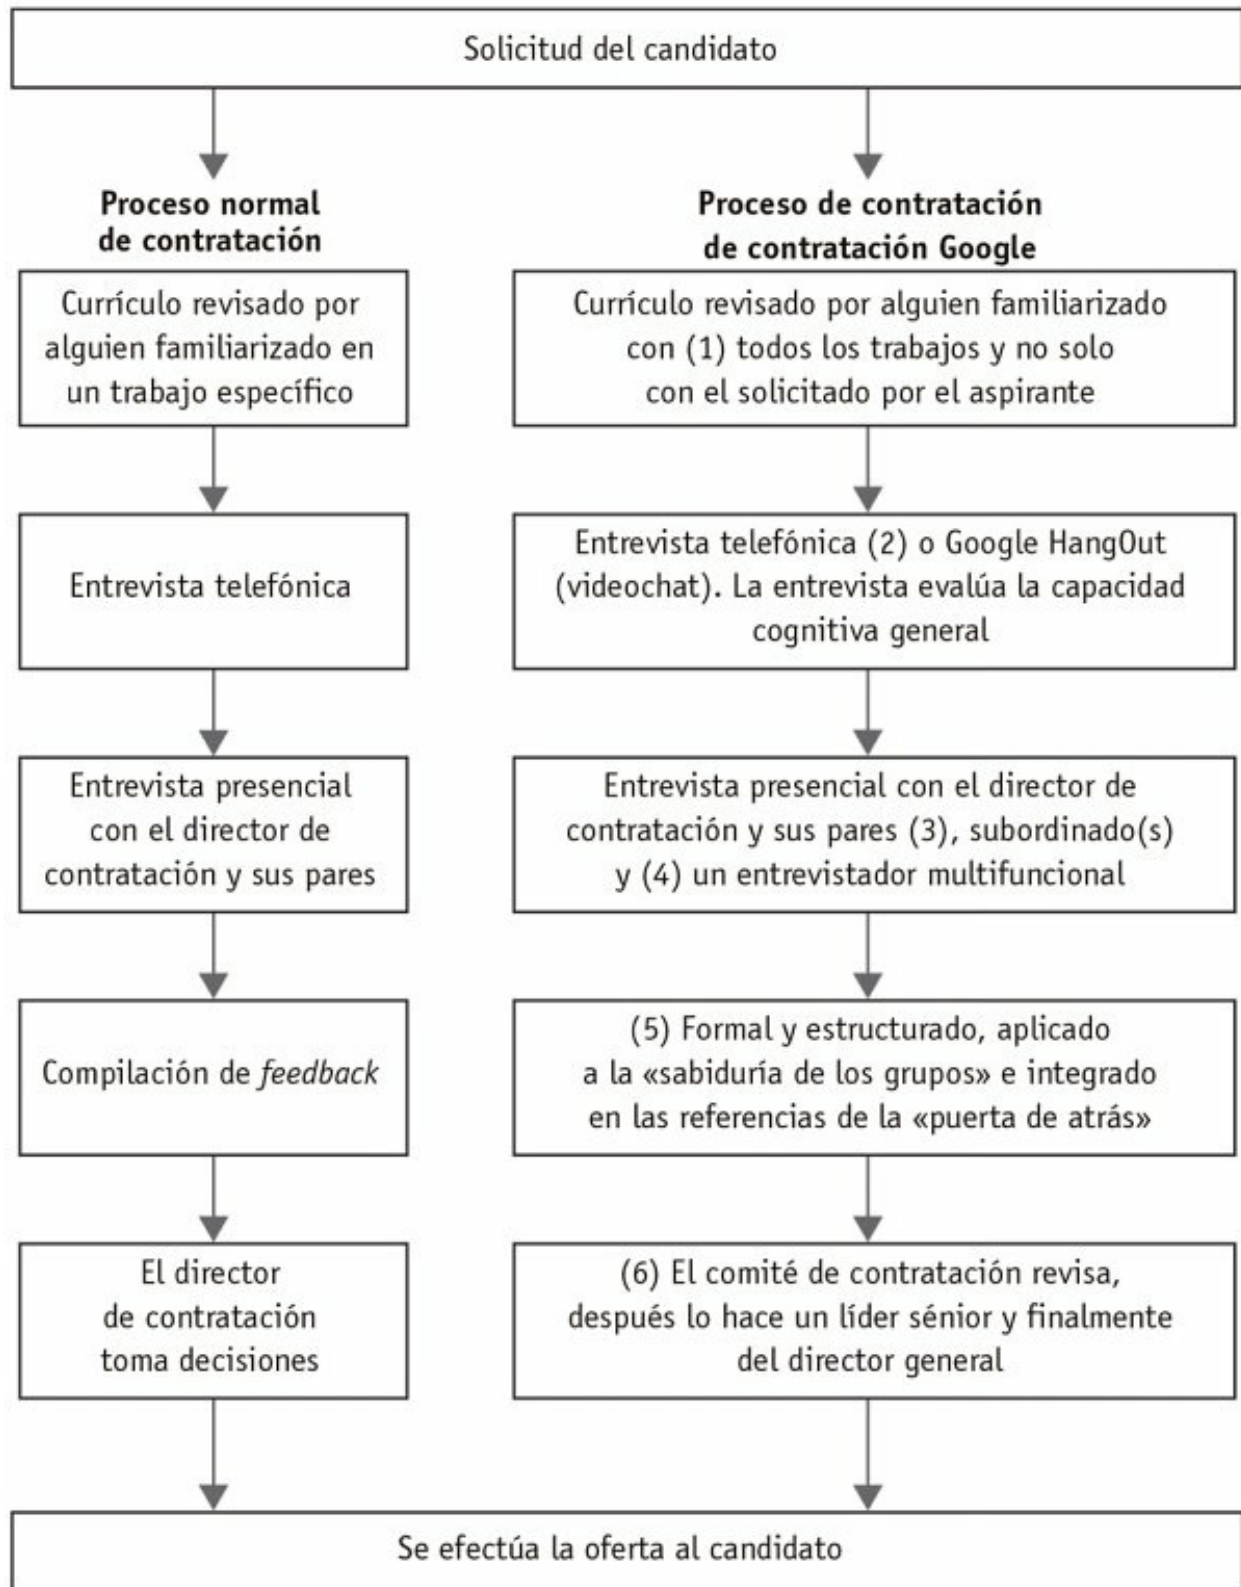 Solicitud del candidato
Proceso normal
de contratación
Currículo revisado por
alguien familiarizado en
un trabajo específico
Entrevista telefónica
Entrevista presencial
con el director de
contratación y sus pares
Compilación de feedback
El director
de contratación
toma decisiones
Proceso de contratación
de contratación Google
Currículo revisado por alguien familiarizado
con (1) todos los trabajos y no solo
con el solicitado por el aspirante
Entrevista telefónica (2) o Google HangOut
(videochat). La entrevista evalúa la capacidad
cognitiva general
Entrevista presencial con el director de
contratación y sus pares (3), subordinado(s)
y (4) un entrevistador multifuncional
(5) Formal y estructurado, aplicado
a la «sabiduría de los grupos» e integrado
en las referencias de la «puerta de atrás»
(6) El comité de contratación revisa,
después lo hace un líder sénior y finalmente
del director general
Se efectúa la oferta al candidato